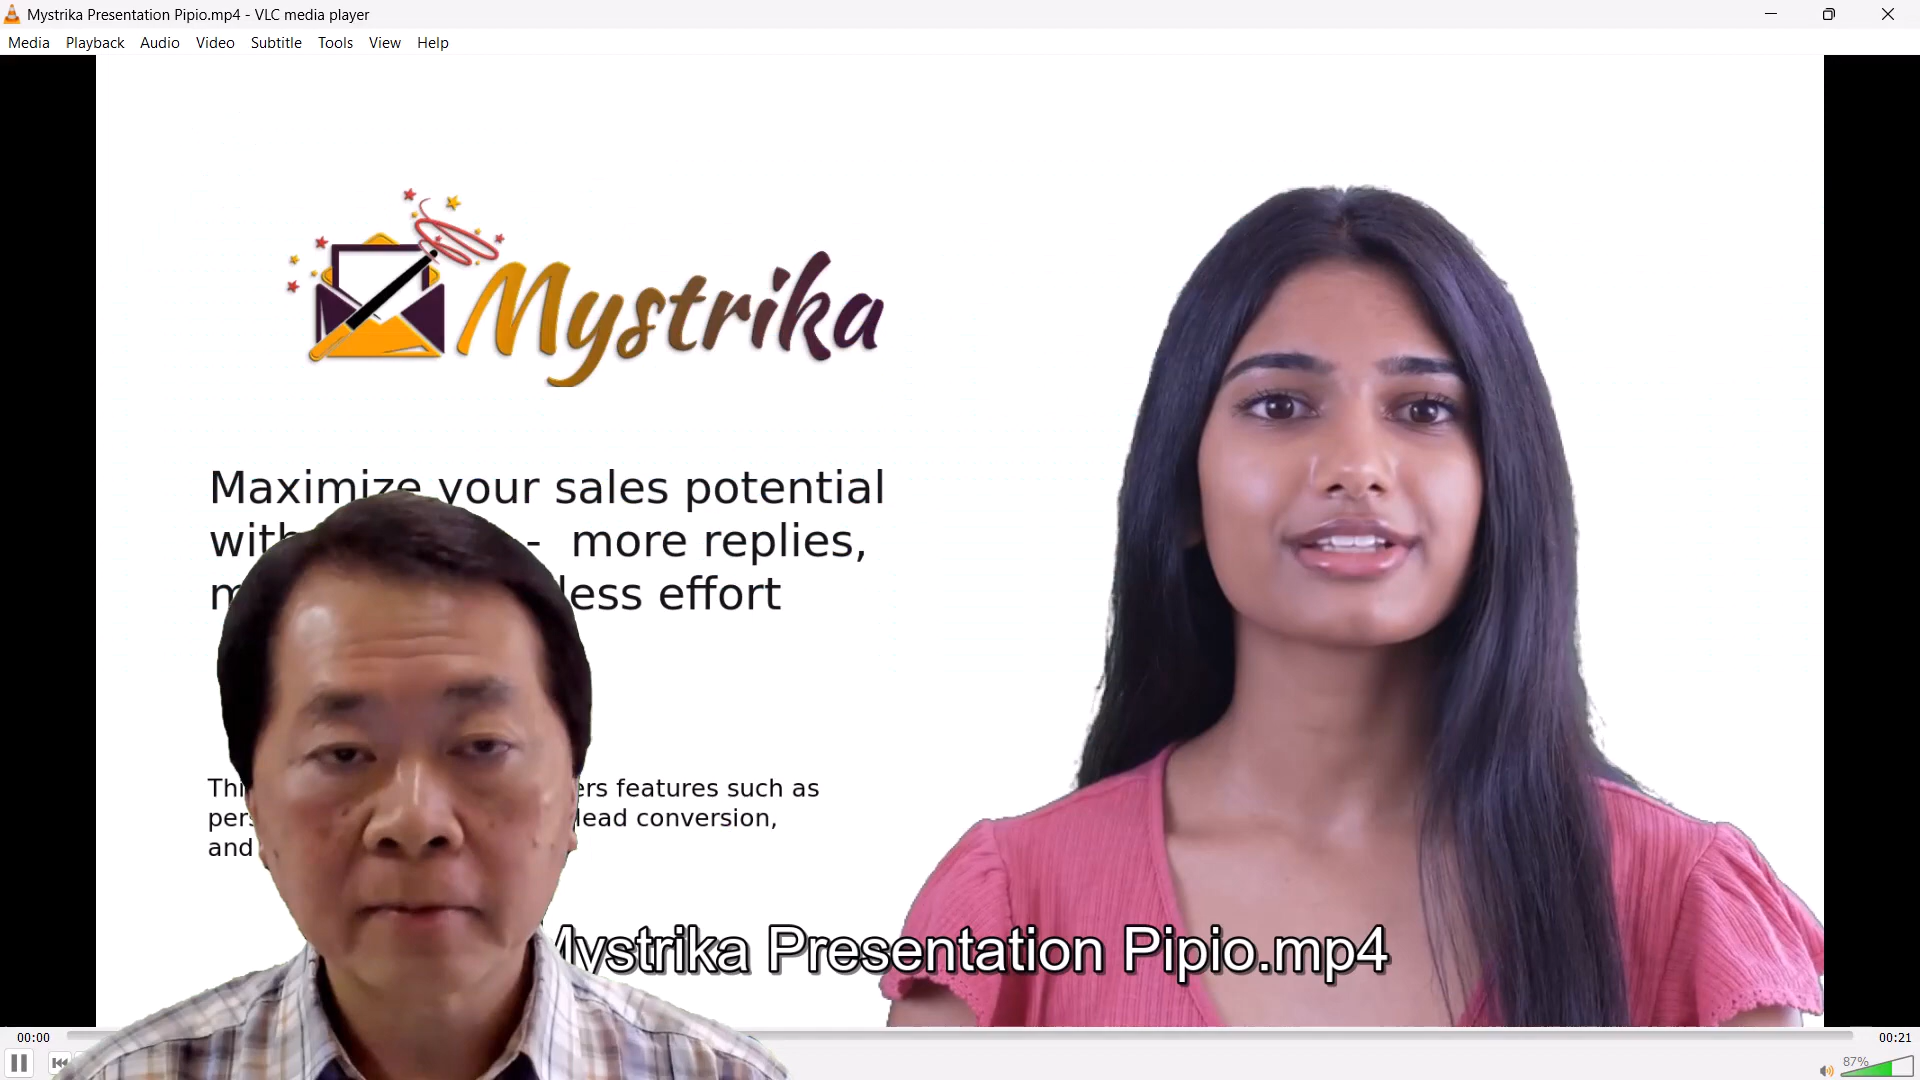 Mystrika Presentation Pipio.mp4 - VLC media player
Media Playback Audio Video Subtitle Tools View Help
Mystrika
Maximize your sales potential
with - more replies,
less effort
features such as
lead conversion,
and
Mystrika Presentation Pipio.mp4
00:00 00:21
87%